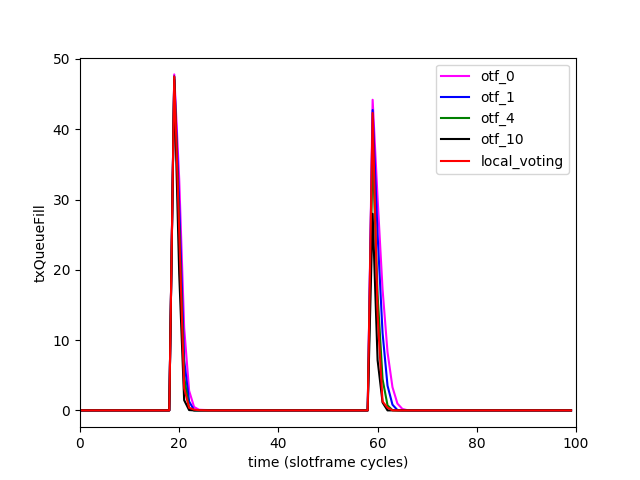 50
40
30
20
10
0
txQueueFill
0 20 40 60 80 100
time (slotframe cycles)
otf_0
otf_1
otf_4
otf_10
local_voting